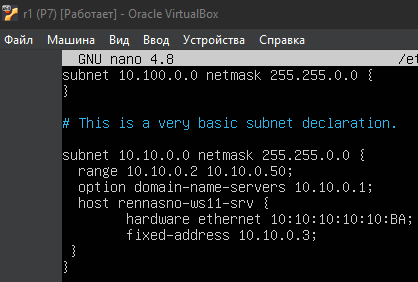 r1 (P7) [Работает] - Oracle VirtualBox
Файл Машина Вид Ввод Устройства Справка
GNU nano 4.8 /et
subnet 10.100.0.0 netmask 255.255.0.0 {
}
# This is a very basic subnet declaration.
subnet 10.10.0.0 netmask 255.255.0.0 {
range 10.10.0.2 10.10.0.50;
option domain-name-servers 10.10.0.1;
host rennasno-ws11-srv {
hardware ethernet 10:10:10:10:10:BA;
fixed-address 10.10.0.3;
}
}